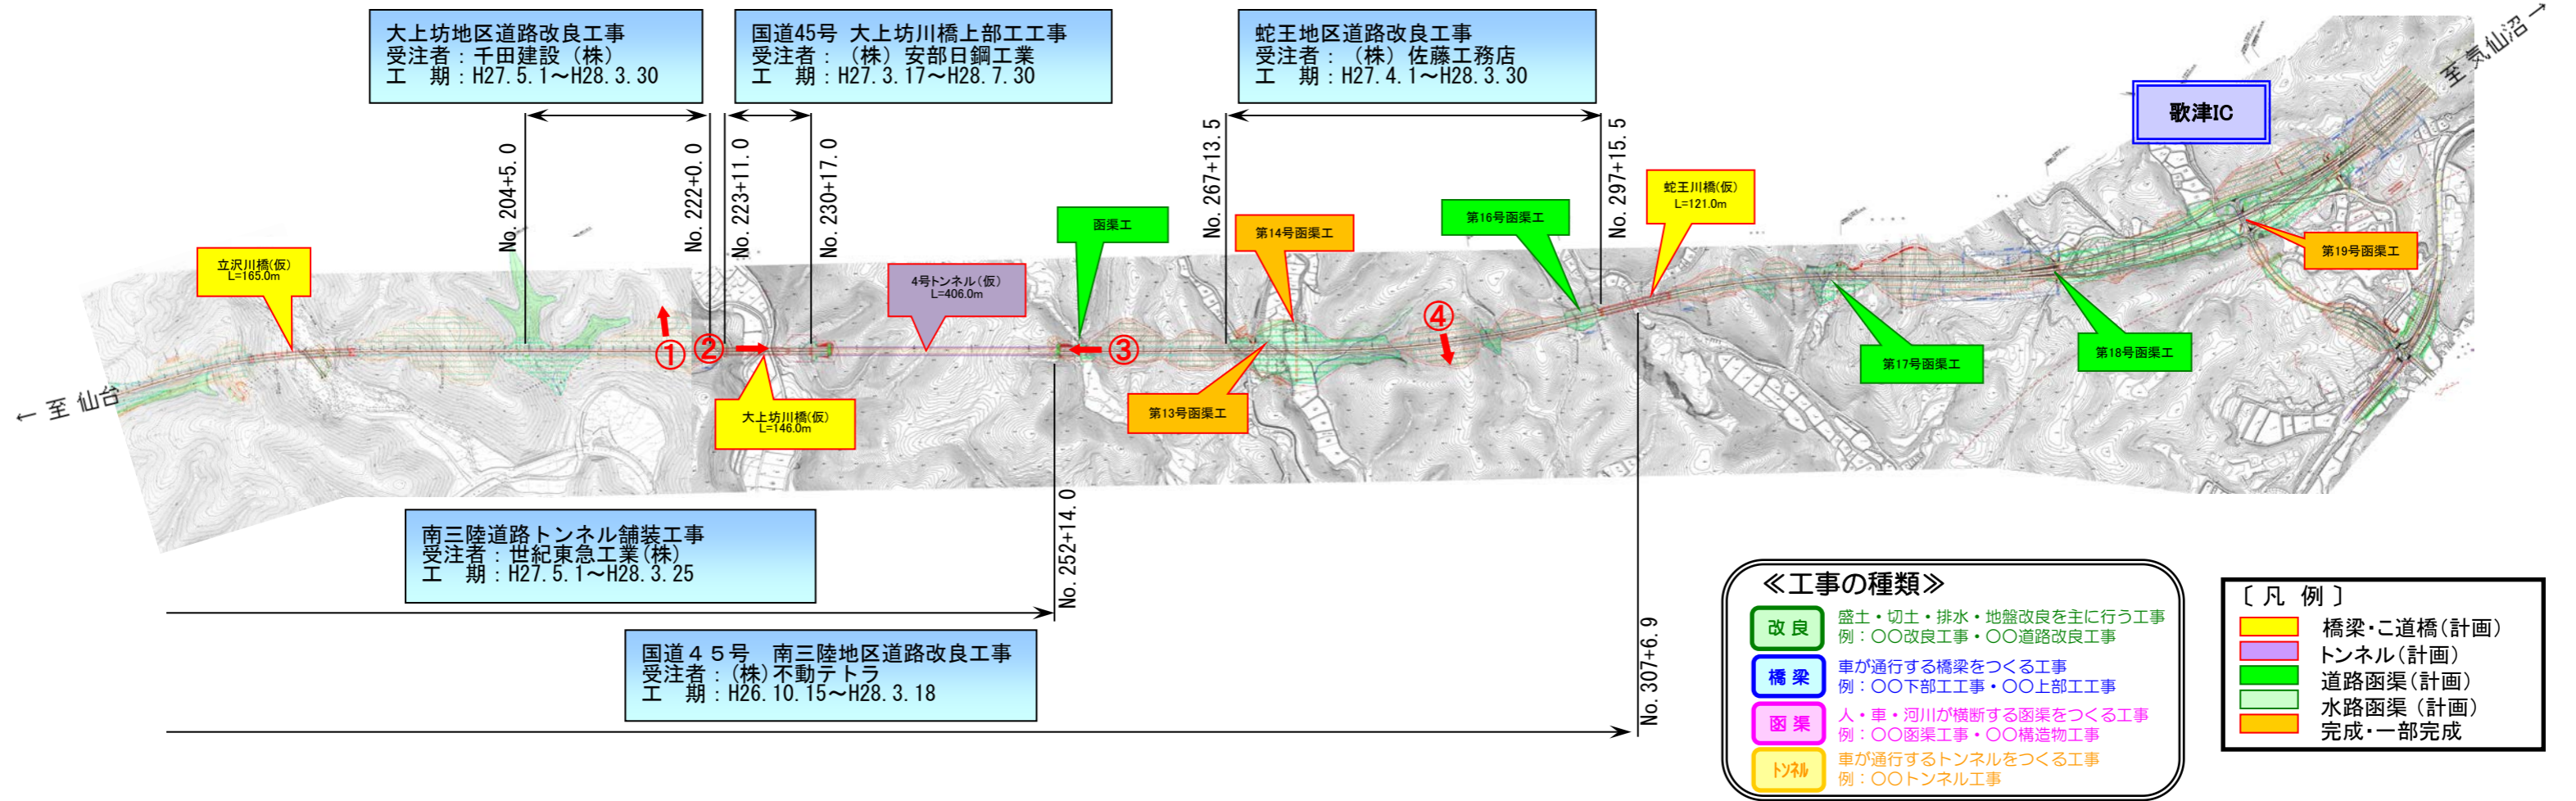 大上坊地区道路改良工事
受注者：千田建設（株）
工　期：H27.5.1～H28.3.30
国道45号 大上坊川橋上部工工事
受注者：（株）安部日鋼工業
工　期：H27.3.17～H28.7.30
蛇王地区道路改良工事
受注者：（株）佐藤工務店
工　期：H27.4.1～H28.3.30
至 気仙沼 →
歌津IC
No.204+5.0
No.222+0.0
No.223+11.0
No.230+17.0
No.267+13.5
No.297+15.5
立沢川橋(仮)
L=165.0m
4号トンネル(仮)
L=406.0m
函渠工
第14号函渠工
第16号函渠工
蛇王川橋(仮)
L=121.0m
第19号函渠工
①
②
③
④
第17号函渠工
第18号函渠工
← 至 仙台
大上坊川橋(仮)
L=146.0m
第13号函渠工
南三陸道路トンネル舗装工事
受注者：世紀東急工業(株)
工　期：H27.5.1～H28.3.25
No.252+14.0
国道４５号　南三陸地区道路改良工事
受注者：(株)不動テトラ
工　期：H26.10.15～H28.3.18
No.307+6.9
≪工事の種類≫
改良
盛土・切土・排水・地盤改良を主に行う工事
例：〇〇改良工事・〇〇道路改良工事
橋梁
車が通行する橋梁をつくる工事
例：〇〇下部工工事・〇〇上部工工事
函渠
人・車・河川が横断する函渠をつくる工事
例：〇〇函渠工事・〇〇構造物工事
トンネル
車が通行するトンネルをつくる工事
例：〇〇トンネル工事
〔 凡　例 〕
橋梁・こ道橋(計画)
トンネル(計画)
道路函渠(計画)
水路函渠 (計画)
完成・一部完成